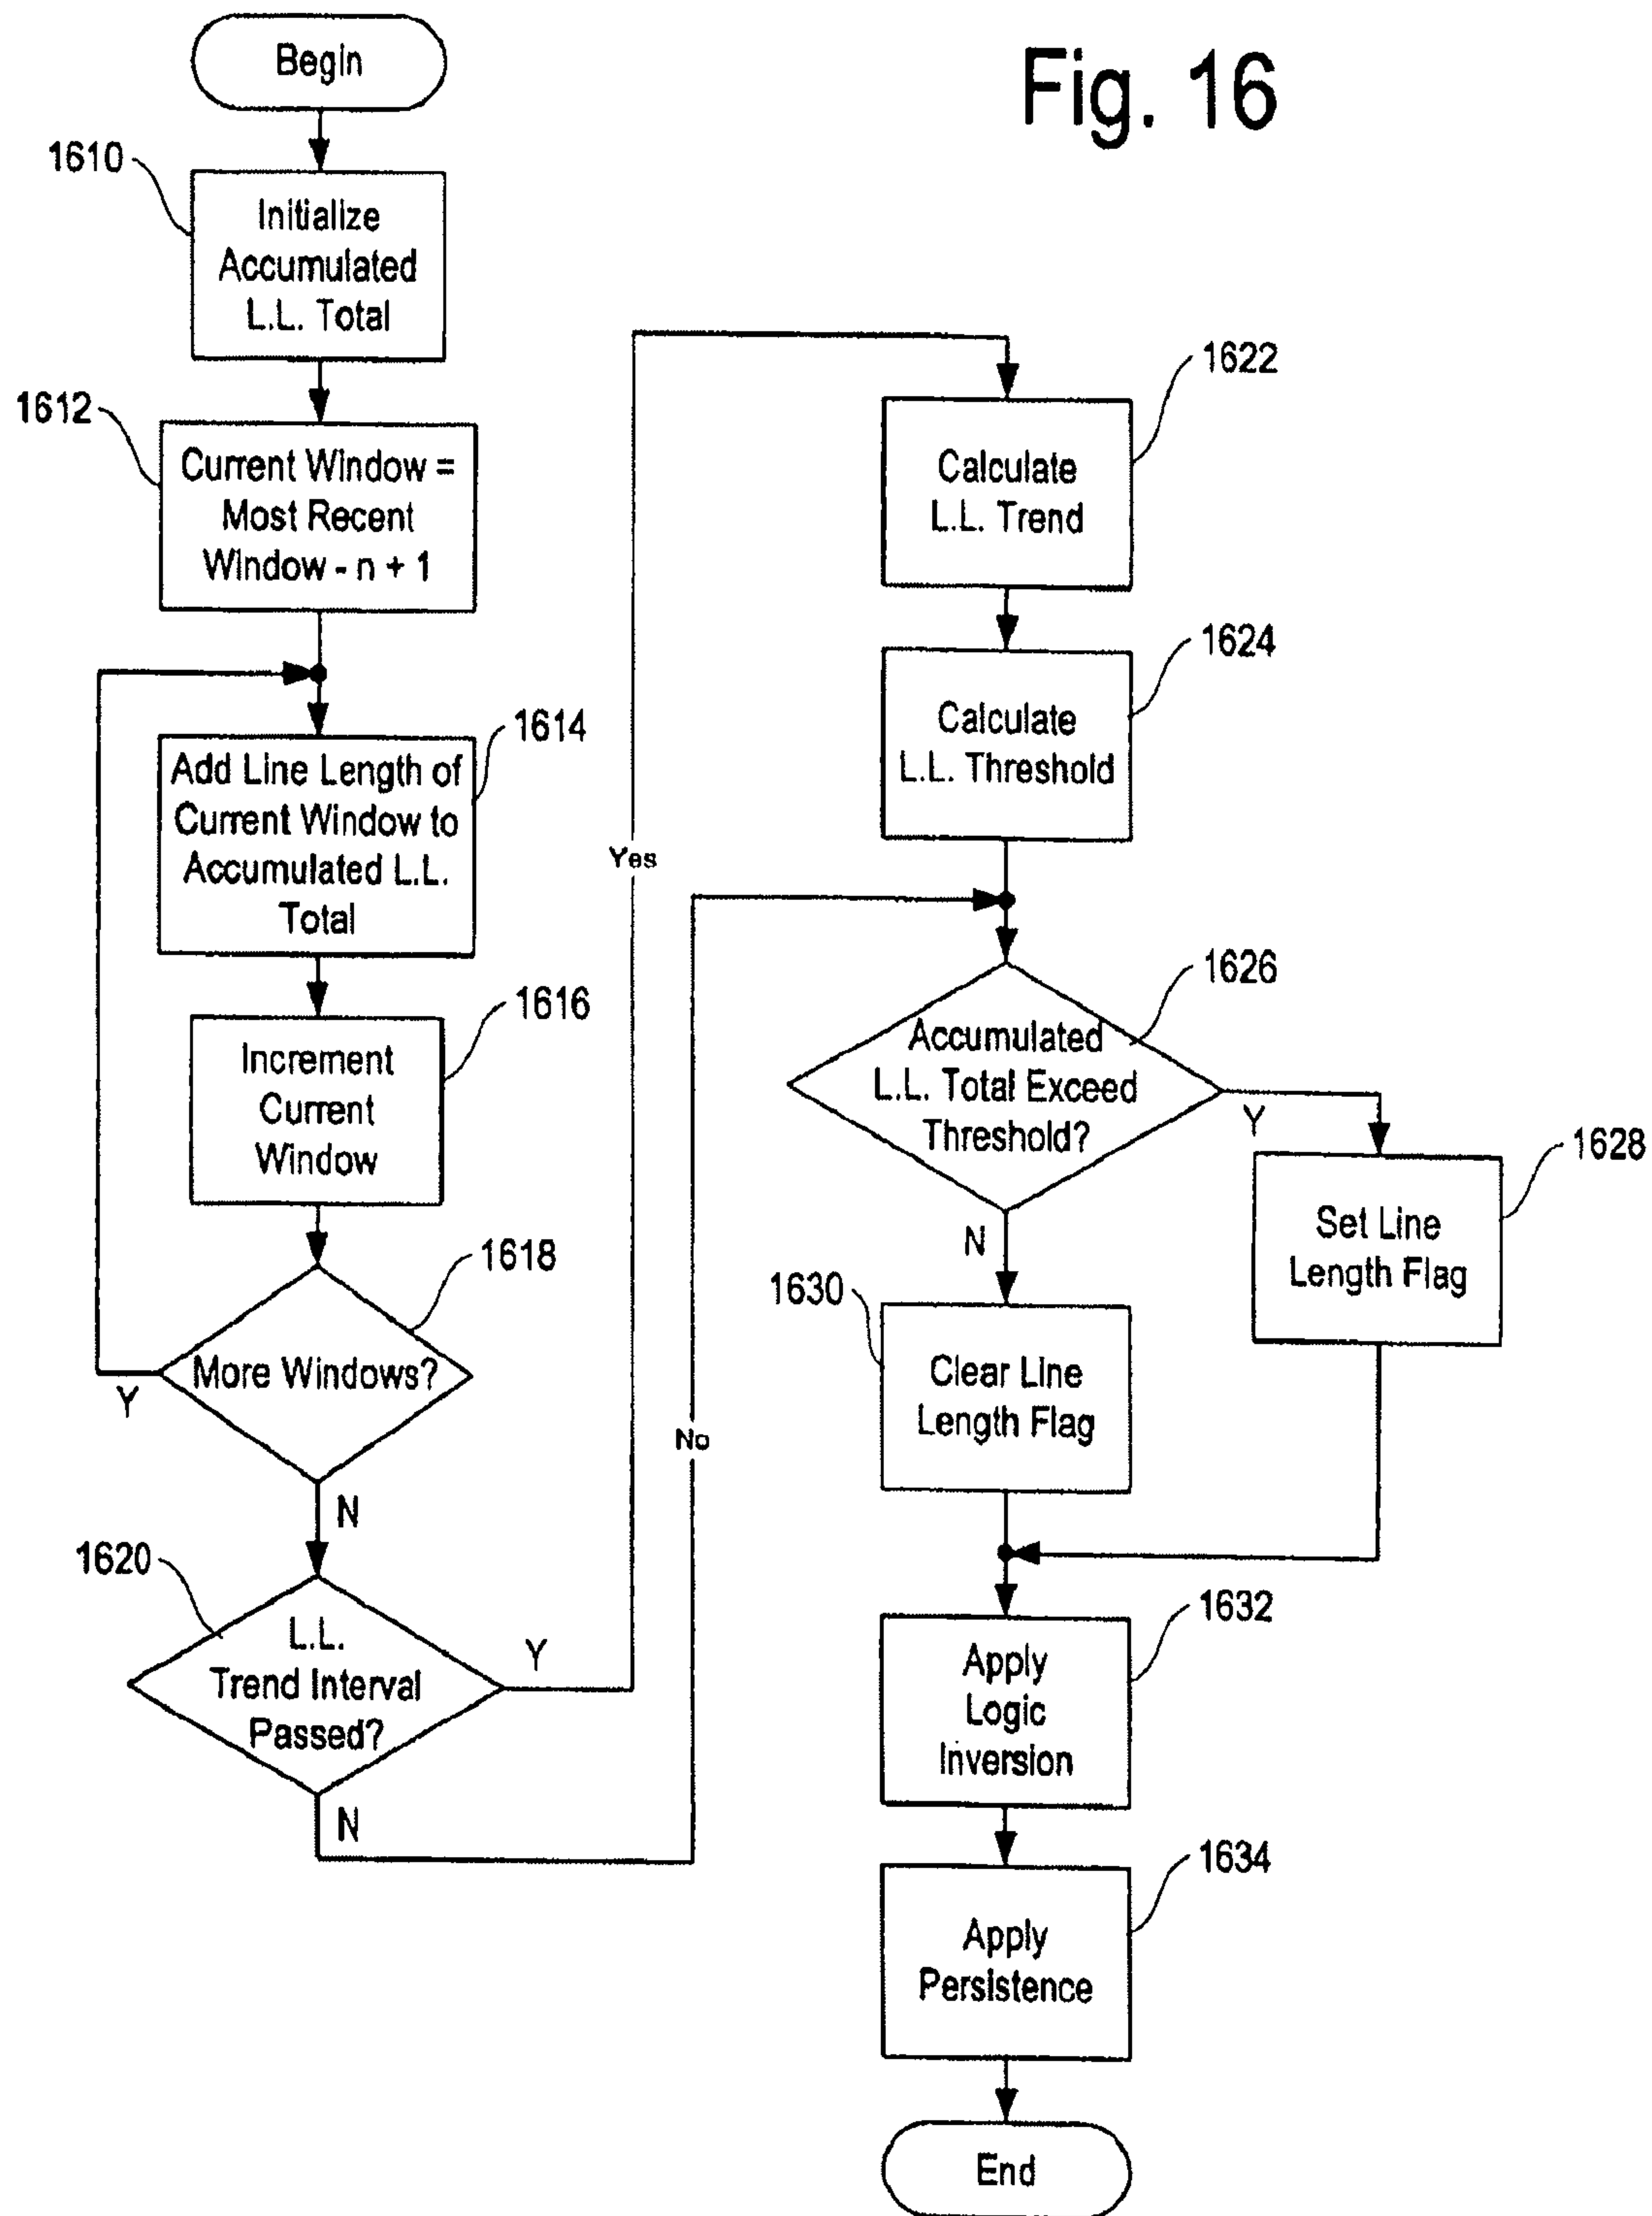 Fig. 16
Begin
1610
Initialize
Accumulated
L.L. Total
1612
Current Window =
Most Recent
Window - n + 1
1614
Add Line Length of
Current Window to
Accumulated L.L.
Total
1616
Increment
Current
Window
1618
More Windows?
Y
N
1620
L.L.
Trend Interval
Passed?
Y
N
Yes
No
1622
Calculate
L.L. Trend
1624
Calculate
L.L. Threshold
1626
Accumulated
L.L. Total Exceed
Threshold?
Y
N
1628
Set Line
Length Flag
1630
Clear Line
Length Flag
1632
Apply
Logic
Inversion
1634
Apply
Persistence
End